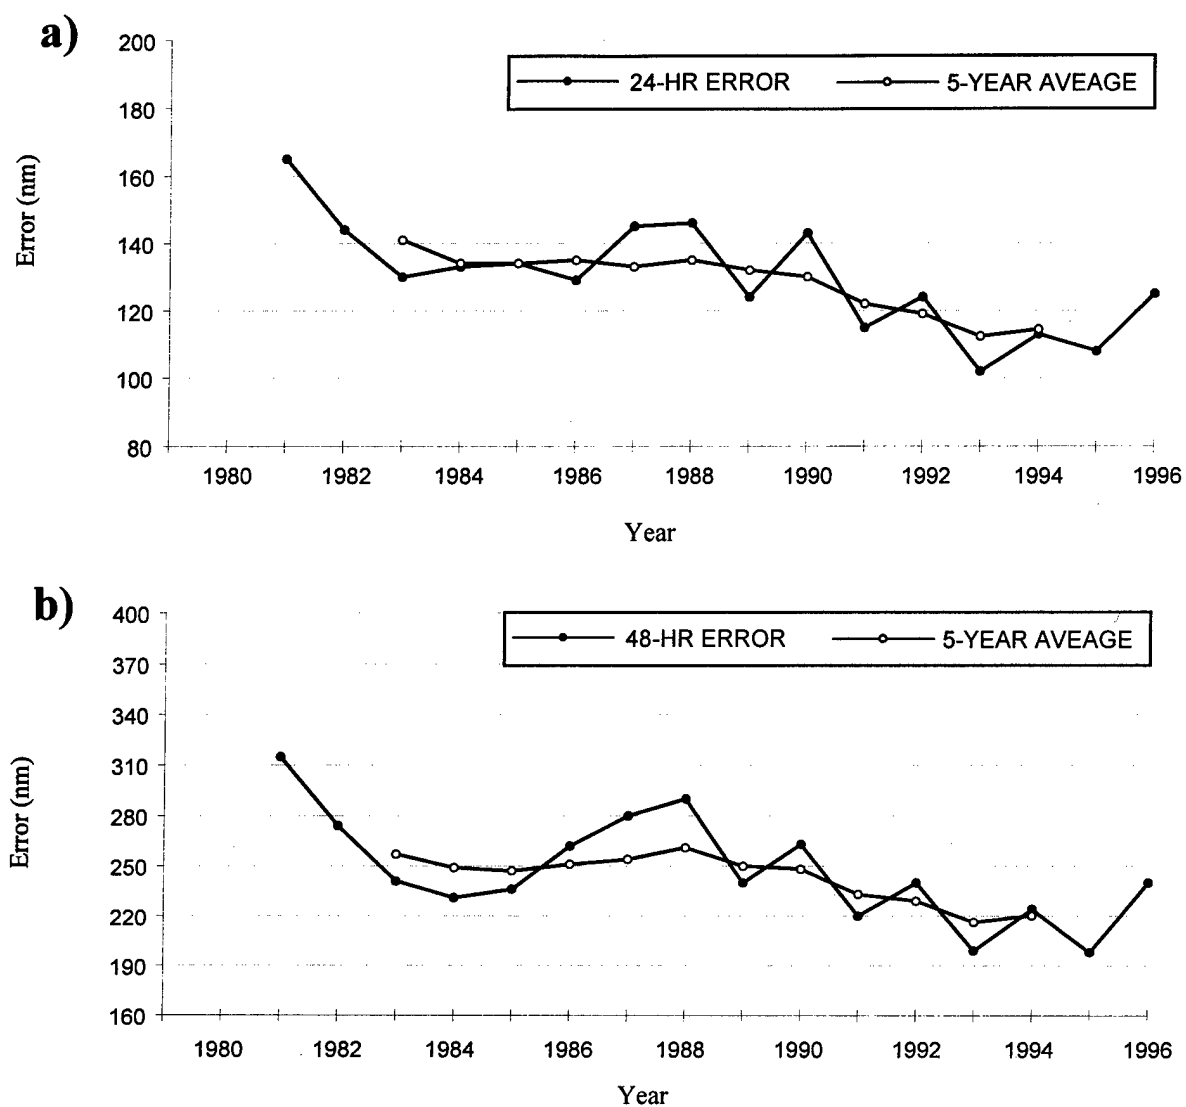 a)
200
180
160
140
120
100
80
Error (nm)
24-HR ERROR 5-YEAR AVEAGE
1980 1982 1984 1986 1988 1990 1992 1994 1996
Year
b)
400
370
340
310
280
250
220
190
160
Error (nm)
48-HR ERROR 5-YEAR AVEAGE
1980 1982 1984 1986 1988 1990 1992 1994 1996
Year